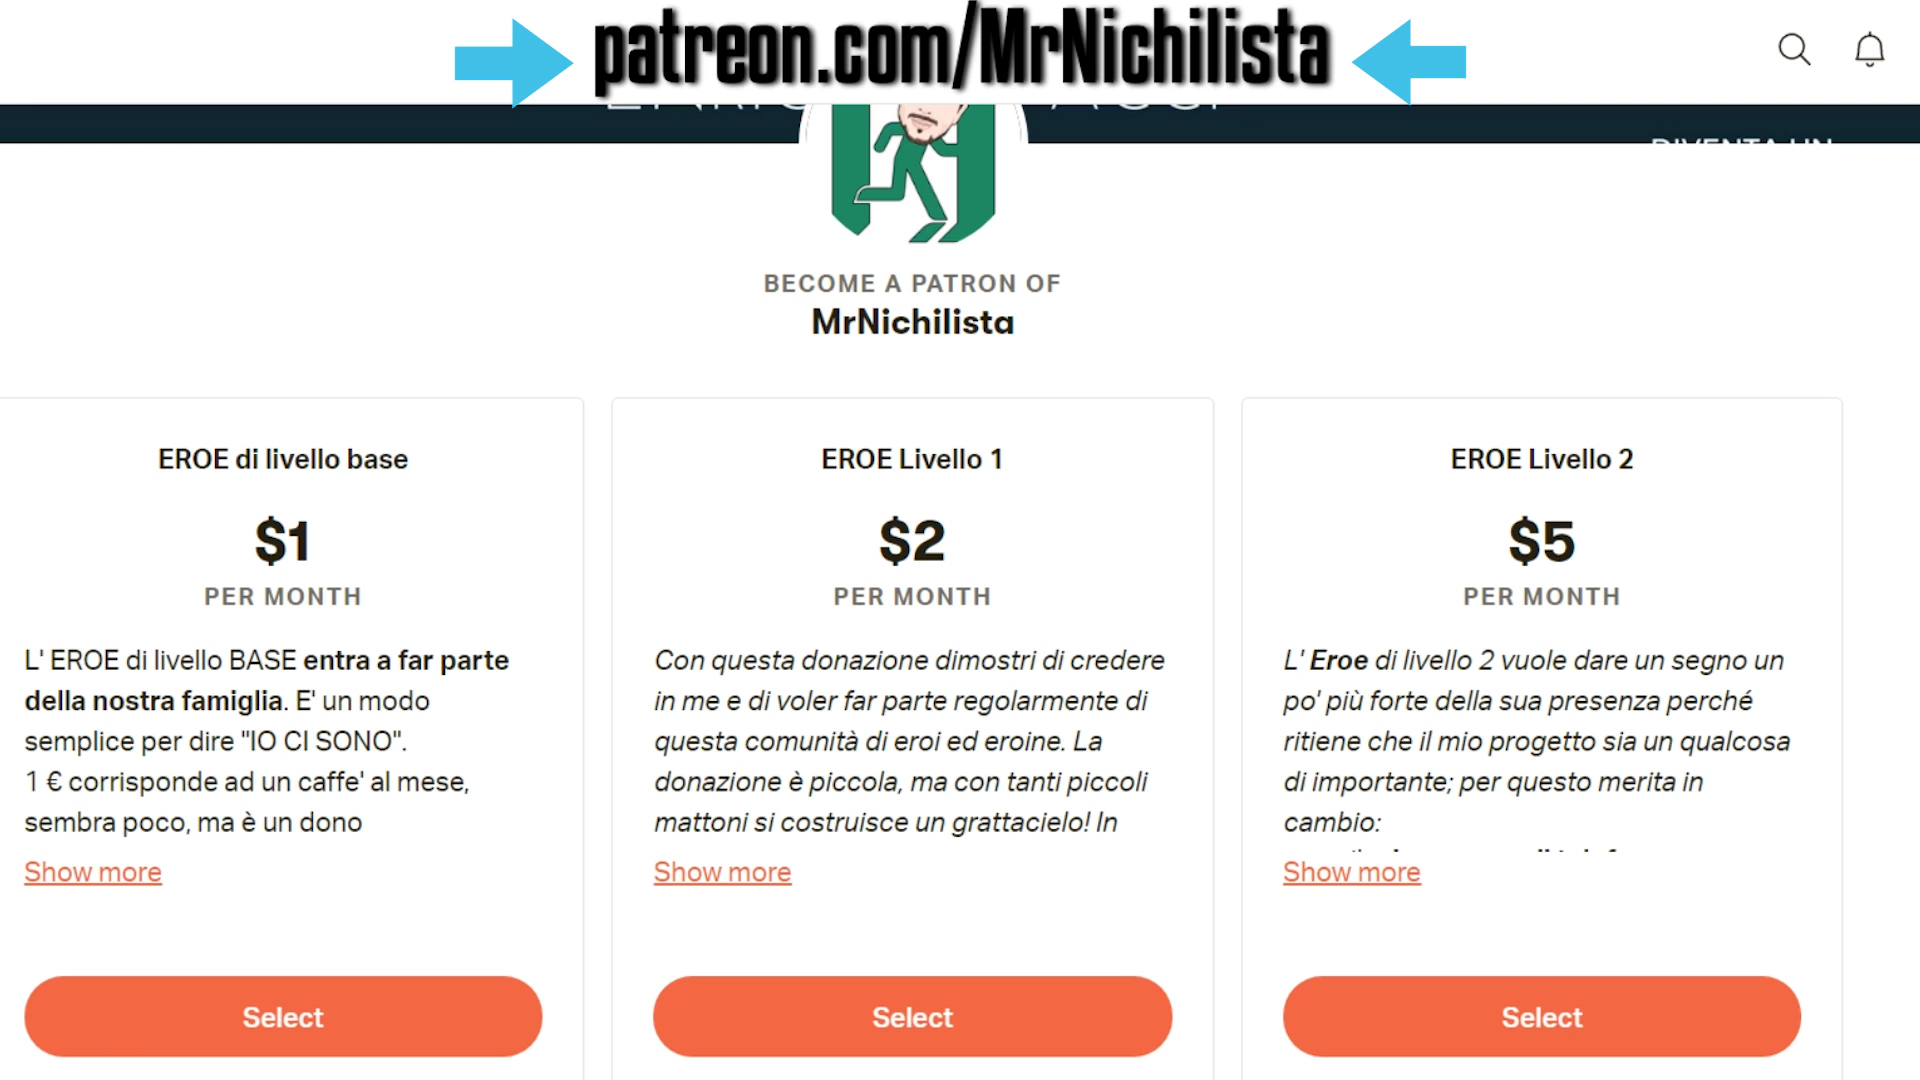 patreon.com/MrNichilista
BECOME A PATRON OF
MrNichilista
EROE di livello base
$1
PER MONTH
L' EROE di livello BASE entra a far parte
della nostra famiglia. E' un modo
semplice per dire "IO CI SONO".
1 € corrisponde ad un caffe' al mese,
sembra poco, ma è un dono
Show more
Select
EROE Livello 1
$2
PER MONTH
Con questa donazione dimostri di credere
in me e di voler far parte regolarmente di
questa comunità di eroi ed eroine. La
donazione è piccola, ma con tanti piccoli
mattoni si costruisce un grattacielo! In
Show more
Select
EROE Livello 2
$5
PER MONTH
L' Eroe di livello 2 vuole dare un segno un
po' più forte della sua presenza perché
ritiene che il mio progetto sia un qualcosa
di importante; per questo merita in
cambio:
Show more
Select